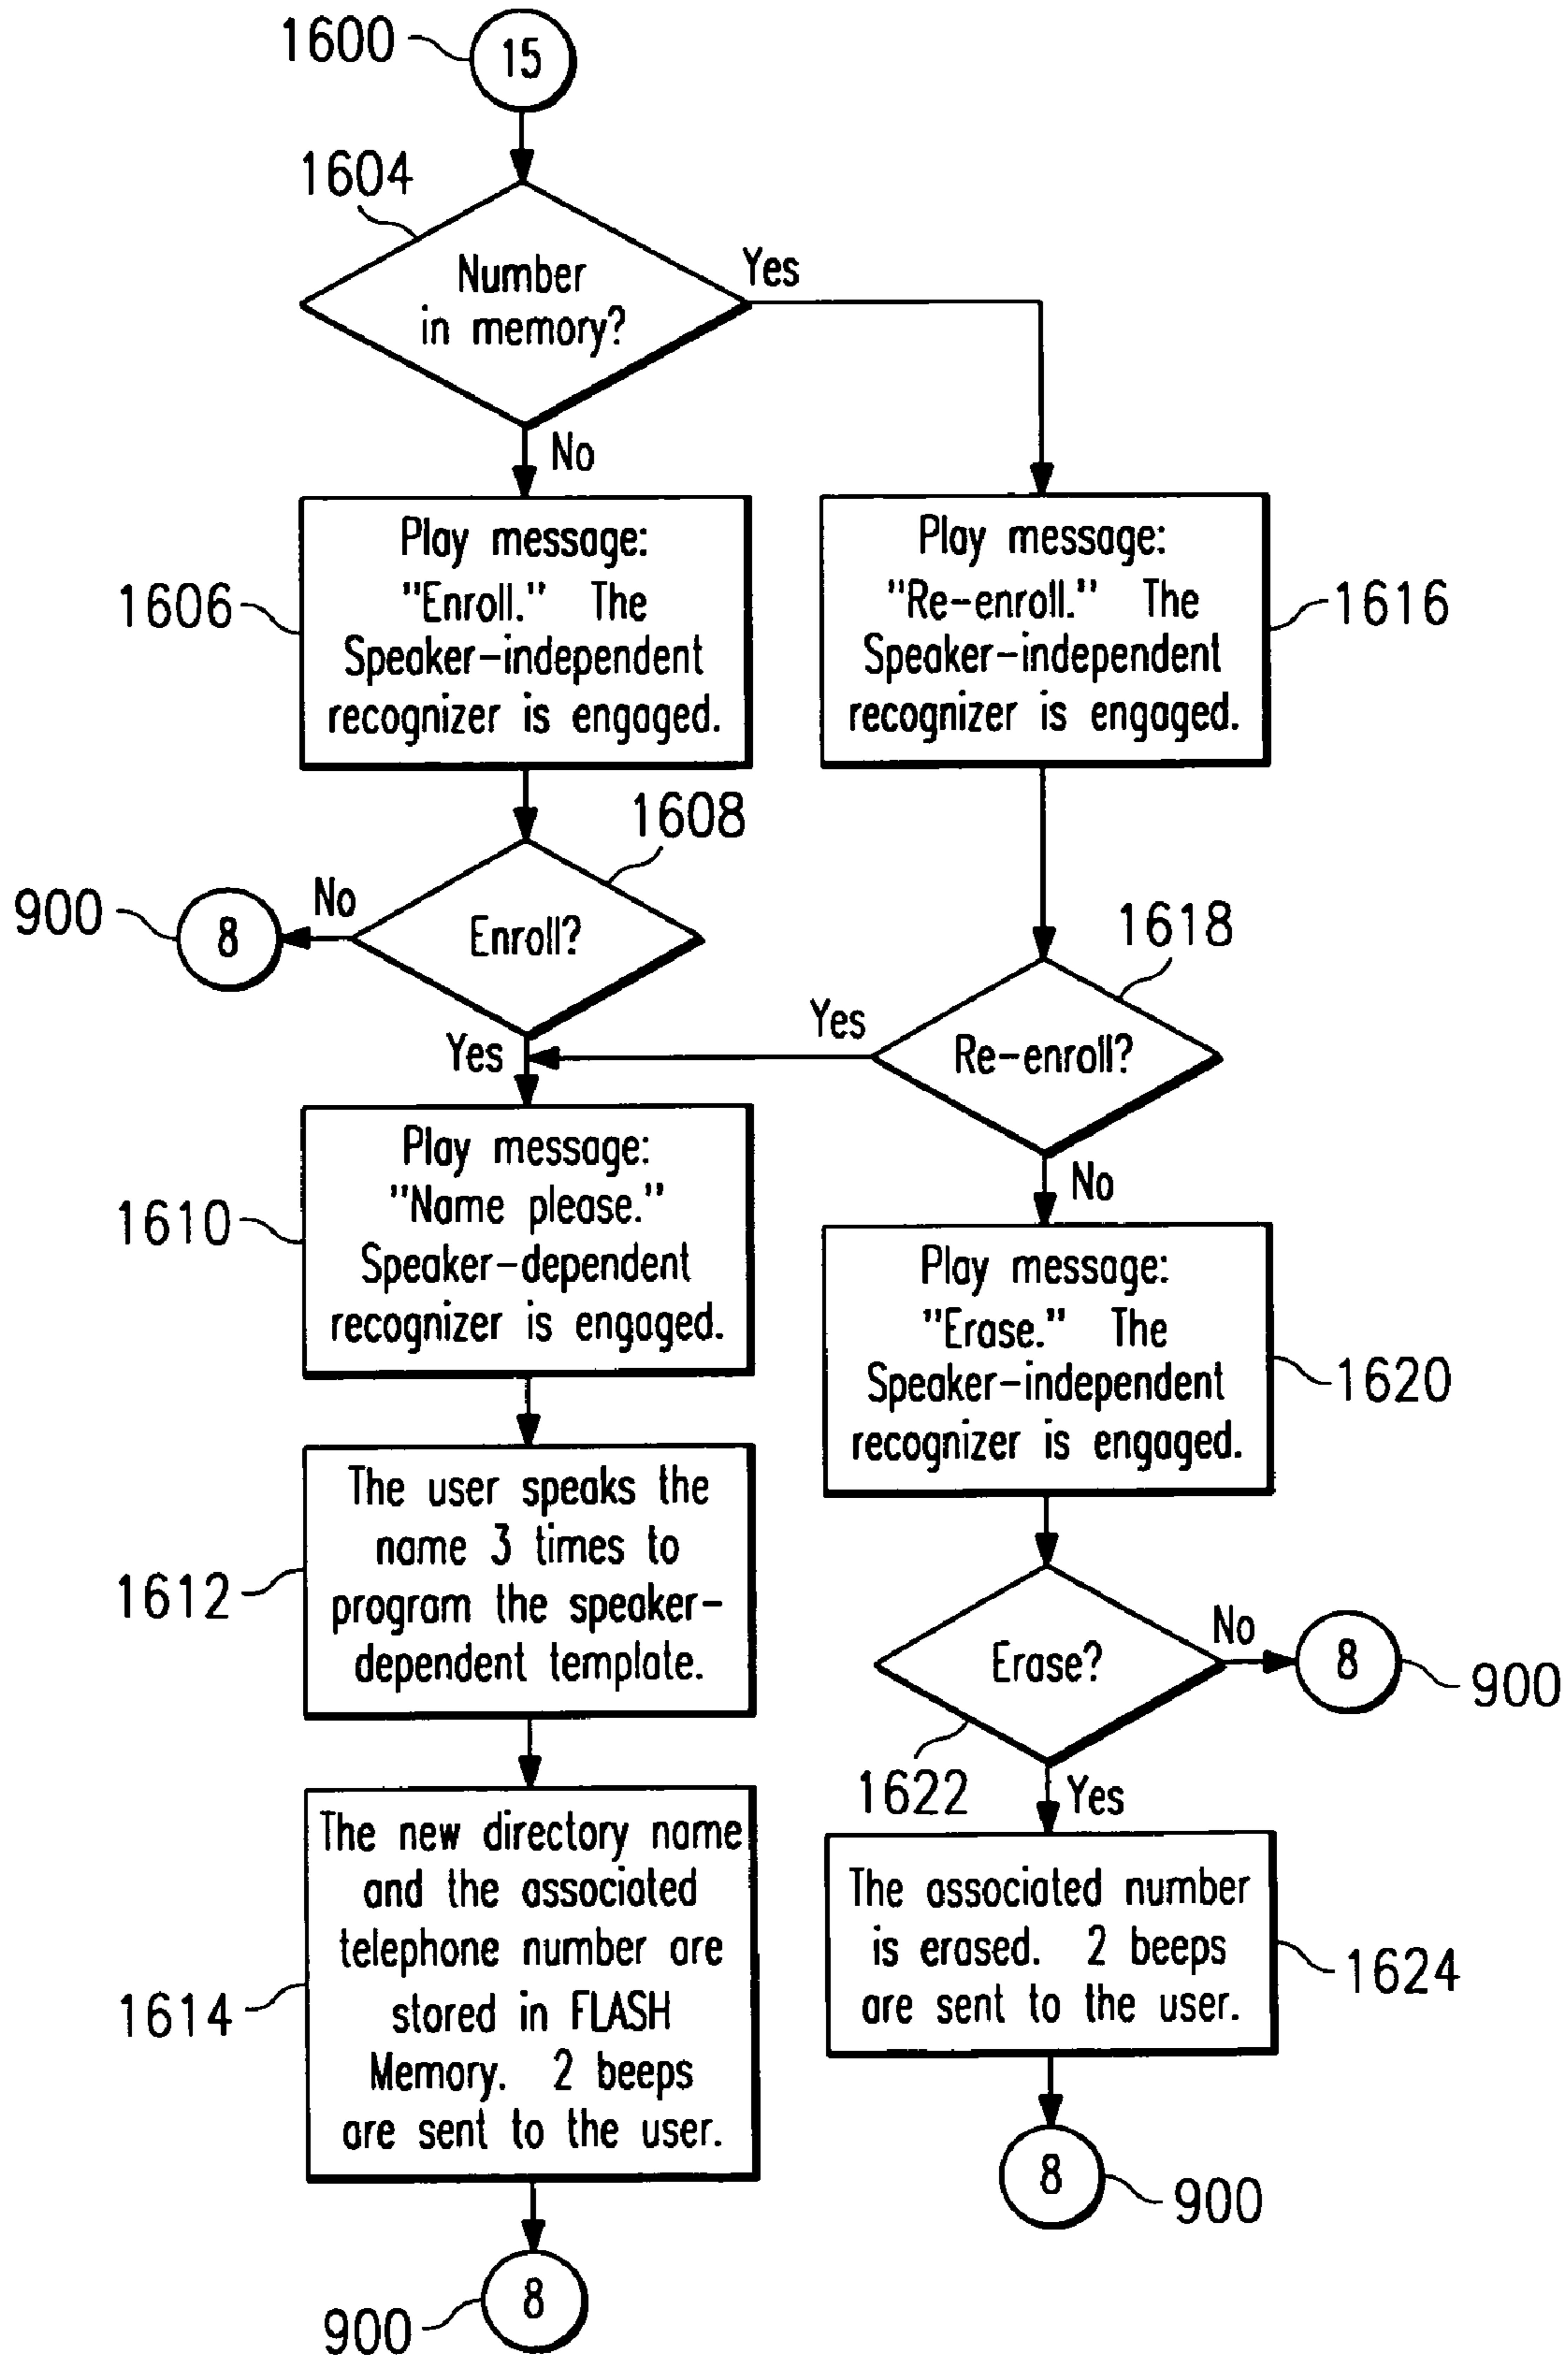 1600
15
1604
Number
in memory?
Yes
No
1606
Play message:
"Enroll." The
Speaker-independent
recognizer is engaged.
Play message:
"Re-enroll." The
Speaker-independent
recognizer is engaged.
1616
1608
900
8
No
Enroll?
Yes
1618
Yes
Re-enroll?
No
1610
Play message:
"Name please."
Speaker-dependent
recognizer is engaged.
Play message:
"Erase." The
Speaker-independent
recognizer is engaged.
1620
1612
The user speaks the
name 3 times to
program the speaker-
dependent template.
Erase?
No
8
900
1622
Yes
1614
The new directory name
and the associated
telephone number are
stored in FLASH
Memory. 2 beeps
are sent to the user.
The associated number
is erased. 2 beeps
are sent to the user.
1624
8
900
900
8